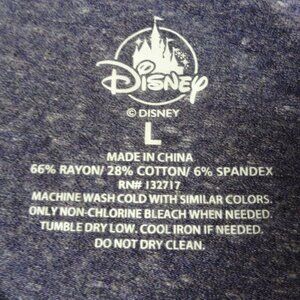 Disney
© DISNEY
L
MADE IN CHINA
66% RAYON/ 28% COTTON/ 6% SPANDEX
RN# 132717
MACHINE WASH COLD WITH SIMILAR COLORS.
ONLY NON-CHLORINE BLEACH WHEN NEEDED.
TUMBLE DRY LOW. COOL IRON IF NEEDED.
DO NOT DRY CLEAN.